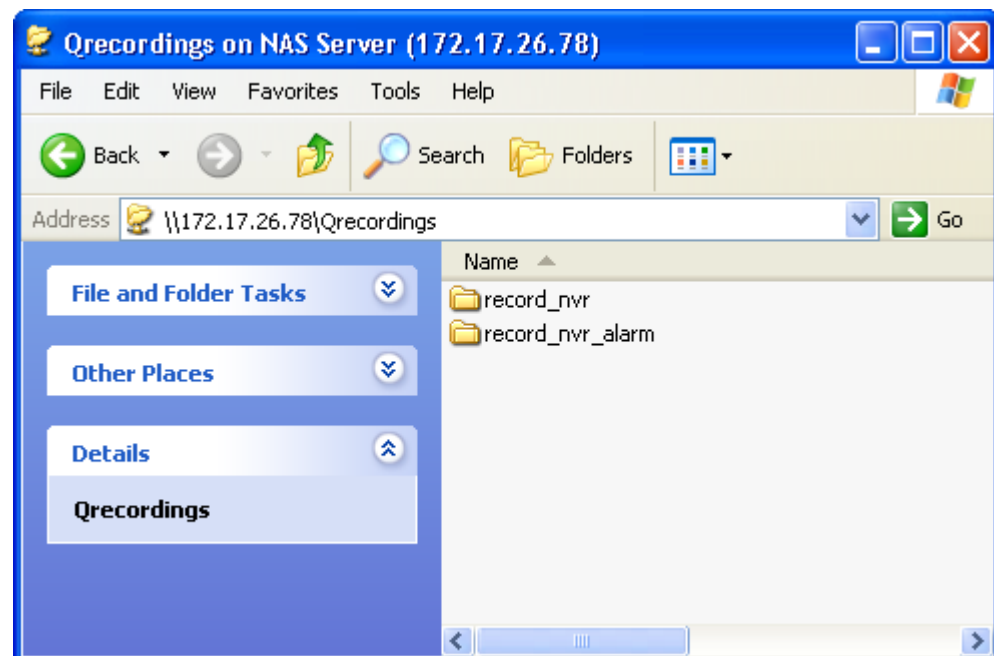 Qrecordings on NAS Server (172.17.26.78)
File Edit View Favorites Tools Help
Back Search Folders
Address \\172.17.26.78\Qrecordings Go
Name
File and Folder Tasks
record_nvr
record_nvr_alarm
Other Places
Details
Qrecordings